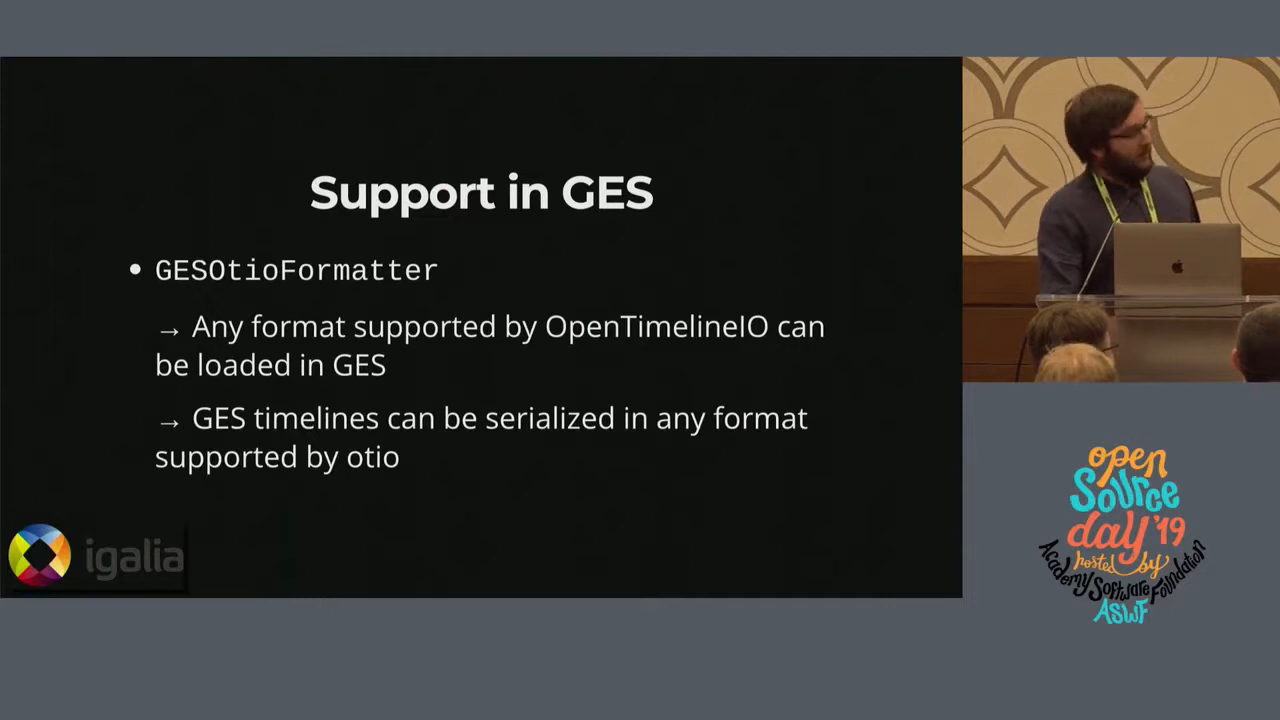 Support in GES
• GESOtioFormatter
→ Any format supported by OpenTimelineIO can
be loaded in GES
→ GES timelines can be serialized in any format
supported by otio
igalia
open
Source
day '19
hosted by
Academy Software Foundation
ASWF